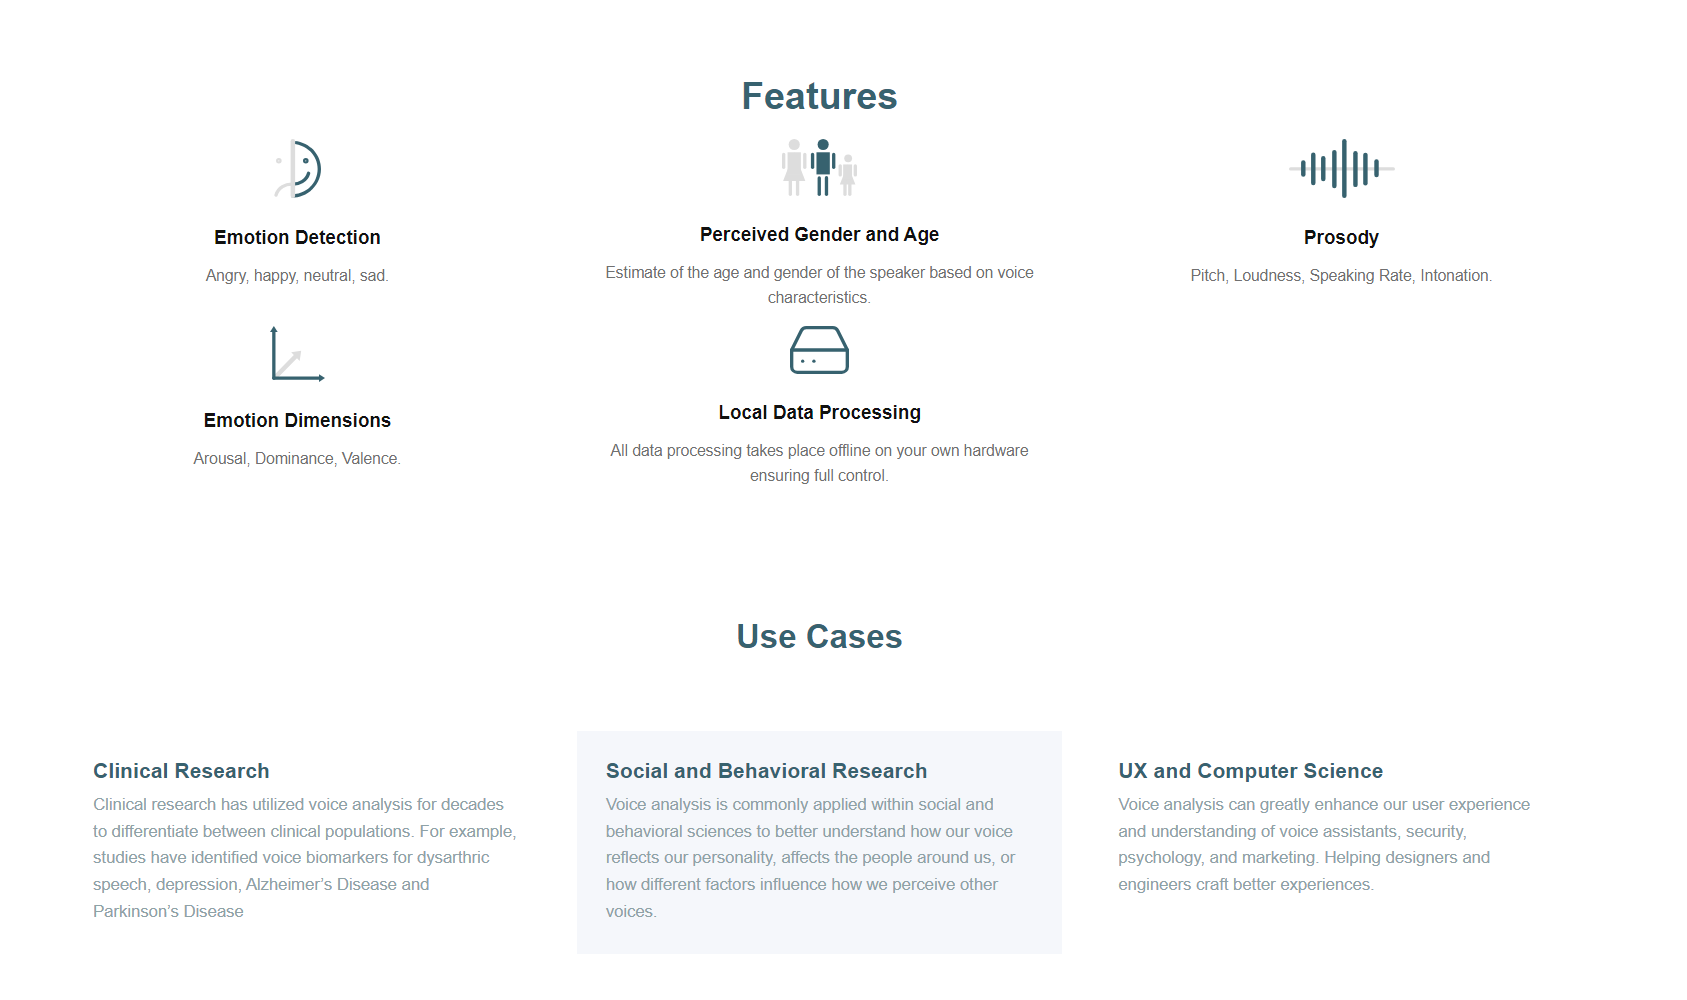 Features
Emotion Detection
Angry, happy, neutral, sad.
Perceived Gender and Age
Estimate of the age and gender of the speaker based on voice
characteristics.
Prosody
Pitch, Loudness, Speaking Rate, Intonation.
Emotion Dimensions
Arousal, Dominance, Valence.
Local Data Processing
All data processing takes place offline on your own hardware
ensuring full control.
Use Cases
Clinical Research
Clinical research has utilized voice analysis for decades
to differentiate between clinical populations. For example,
studies have identified voice biomarkers for dysarthric
speech, depression, Alzheimer’s Disease and
Parkinson’s Disease
Social and Behavioral Research
Voice analysis is commonly applied within social and
behavioral sciences to better understand how our voice
reflects our personality, affects the people around us, or
how different factors influence how we perceive other
voices.
UX and Computer Science
Voice analysis can greatly enhance our user experience
and understanding of voice assistants, security,
psychology, and marketing. Helping designers and
engineers craft better experiences.